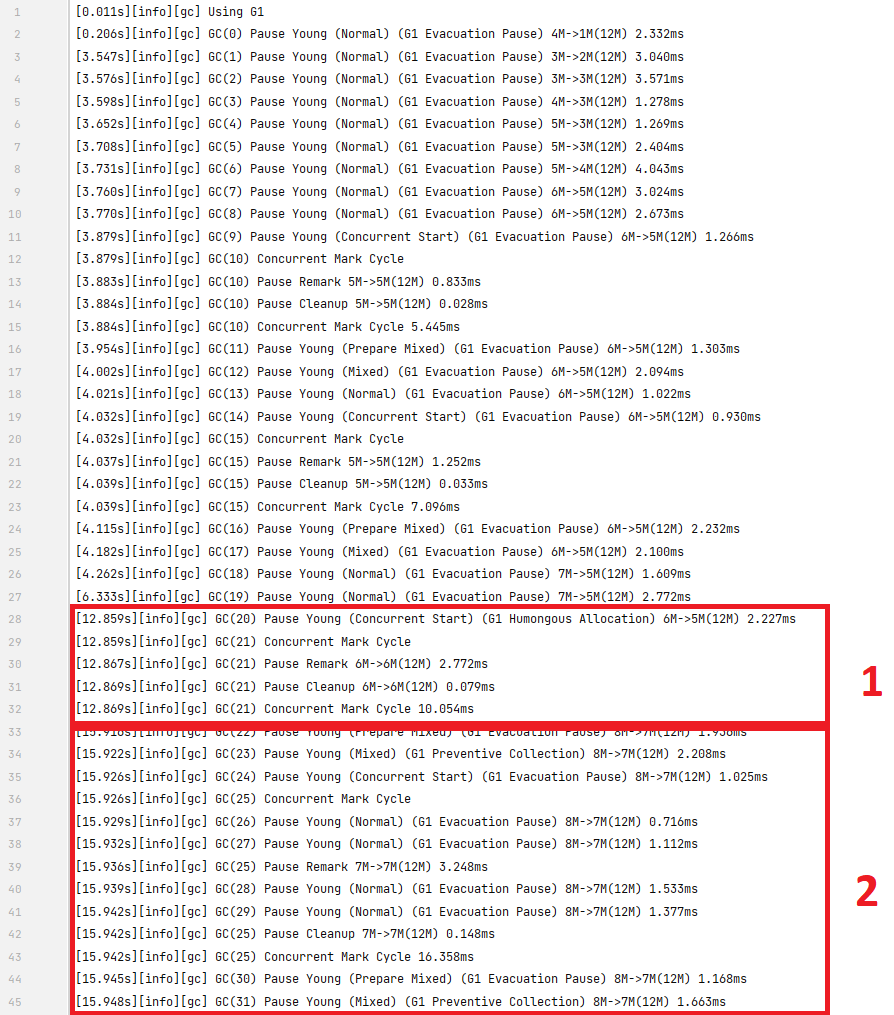 1 [0.011s][info][gc] Using G1
2 [0.206s][info][gc] GC(0) Pause Young (Normal) (G1 Evacuation Pause) 4M->1M(12M) 2.332ms
3 [3.547s][info][gc] GC(1) Pause Young (Normal) (G1 Evacuation Pause) 3M->2M(12M) 3.040ms
4 [3.576s][info][gc] GC(2) Pause Young (Normal) (G1 Evacuation Pause) 3M->3M(12M) 3.571ms
5 [3.598s][info][gc] GC(3) Pause Young (Normal) (G1 Evacuation Pause) 4M->3M(12M) 1.278ms
6 [3.652s][info][gc] GC(4) Pause Young (Normal) (G1 Evacuation Pause) 5M->3M(12M) 1.269ms
7 [3.708s][info][gc] GC(5) Pause Young (Normal) (G1 Evacuation Pause) 5M->3M(12M) 2.404ms
8 [3.731s][info][gc] GC(6) Pause Young (Normal) (G1 Evacuation Pause) 5M->4M(12M) 4.043ms
9 [3.760s][info][gc] GC(7) Pause Young (Normal) (G1 Evacuation Pause) 6M->5M(12M) 3.024ms
10 [3.770s][info][gc] GC(8) Pause Young (Normal) (G1 Evacuation Pause) 6M->5M(12M) 2.673ms
11 [3.879s][info][gc] GC(9) Pause Young (Concurrent Start) (G1 Evacuation Pause) 6M->5M(12M) 1.266ms
12 [3.879s][info][gc] GC(10) Concurrent Mark Cycle
13 [3.883s][info][gc] GC(10) Pause Remark 5M->5M(12M) 0.833ms
14 [3.884s][info][gc] GC(10) Pause Cleanup 5M->5M(12M) 0.028ms
15 [3.884s][info][gc] GC(10) Concurrent Mark Cycle 5.445ms
16 [3.954s][info][gc] GC(11) Pause Young (Prepare Mixed) (G1 Evacuation Pause) 6M->5M(12M) 1.303ms
17 [4.002s][info][gc] GC(12) Pause Young (Mixed) (G1 Evacuation Pause) 6M->5M(12M) 2.094ms
18 [4.021s][info][gc] GC(13) Pause Young (Normal) (G1 Evacuation Pause) 6M->5M(12M) 1.022ms
19 [4.032s][info][gc] GC(14) Pause Young (Concurrent Start) (G1 Evacuation Pause) 6M->5M(12M) 0.930ms
20 [4.032s][info][gc] GC(15) Concurrent Mark Cycle
21 [4.037s][info][gc] GC(15) Pause Remark 5M->5M(12M) 1.252ms
22 [4.039s][info][gc] GC(15) Pause Cleanup 5M->5M(12M) 0.033ms
23 [4.039s][info][gc] GC(15) Concurrent Mark Cycle 7.096ms
24 [4.115s][info][gc] GC(16) Pause Young (Prepare Mixed) (G1 Evacuation Pause) 6M->5M(12M) 2.232ms
25 [4.182s][info][gc] GC(17) Pause Young (Mixed) (G1 Evacuation Pause) 6M->5M(12M) 2.100ms
26 [4.262s][info][gc] GC(18) Pause Young (Normal) (G1 Evacuation Pause) 7M->5M(12M) 1.609ms
27 [6.333s][info][gc] GC(19) Pause Young (Normal) (G1 Evacuation Pause) 7M->5M(12M) 2.772ms
28 [12.859s][info][gc] GC(20) Pause Young (Concurrent Start) (G1 Humongous Allocation) 6M->5M(12M) 2.227ms
29 [12.859s][info][gc] GC(21) Concurrent Mark Cycle
30 [12.867s][info][gc] GC(21) Pause Remark 6M->6M(12M) 2.772ms
31 [12.869s][info][gc] GC(21) Pause Cleanup 6M->6M(12M) 0.079ms
1
32 [12.869s][info][gc] GC(21) Concurrent Mark Cycle 10.054ms
33 [info][gc] GC(22) Pause Young (Prepare Mixed) (G1 Evacuation Pause) 8M->7M(12M)
34 [15.922s][info][gc] GC(23) Pause Young (Mixed) (G1 Preventive Collection) 8M->7M(12M) 2.208ms
35 [15.926s][info][gc] GC(24) Pause Young (Concurrent Start) (G1 Evacuation Pause) 8M->7M(12M) 1.025ms
36 [15.926s][info][gc] GC(25) Concurrent Mark Cycle
37 [15.929s][info][gc] GC(26) Pause Young (Normal) (G1 Evacuation Pause) 8M->7M(12M) 0.716ms
38 [15.932s][info][gc] GC(27) Pause Young (Normal) (G1 Evacuation Pause) 8M->7M(12M) 1.112ms
39 [15.936s][info][gc] GC(25) Pause Remark 7M->7M(12M) 3.248ms
40 [15.939s][info][gc] GC(28) Pause Young (Normal) (G1 Evacuation Pause) 8M->7M(12M) 1.533ms
2
41 [15.942s][info][gc] GC(29) Pause Young (Normal) (G1 Evacuation Pause) 8M->7M(12M) 1.377ms
42 [15.942s][info][gc] GC(25) Pause Cleanup 7M->7M(12M) 0.148ms
43 [15.942s][info][gc] GC(25) Concurrent Mark Cycle 16.358ms
44 [15.945s][info][gc] GC(30) Pause Young (Prepare Mixed) (G1 Evacuation Pause) 8M->7M(12M) 1.168ms
45 [15.948s][info][gc] GC(31) Pause Young (Mixed) (G1 Preventive Collection) 8M->7M(12M) 1.663ms